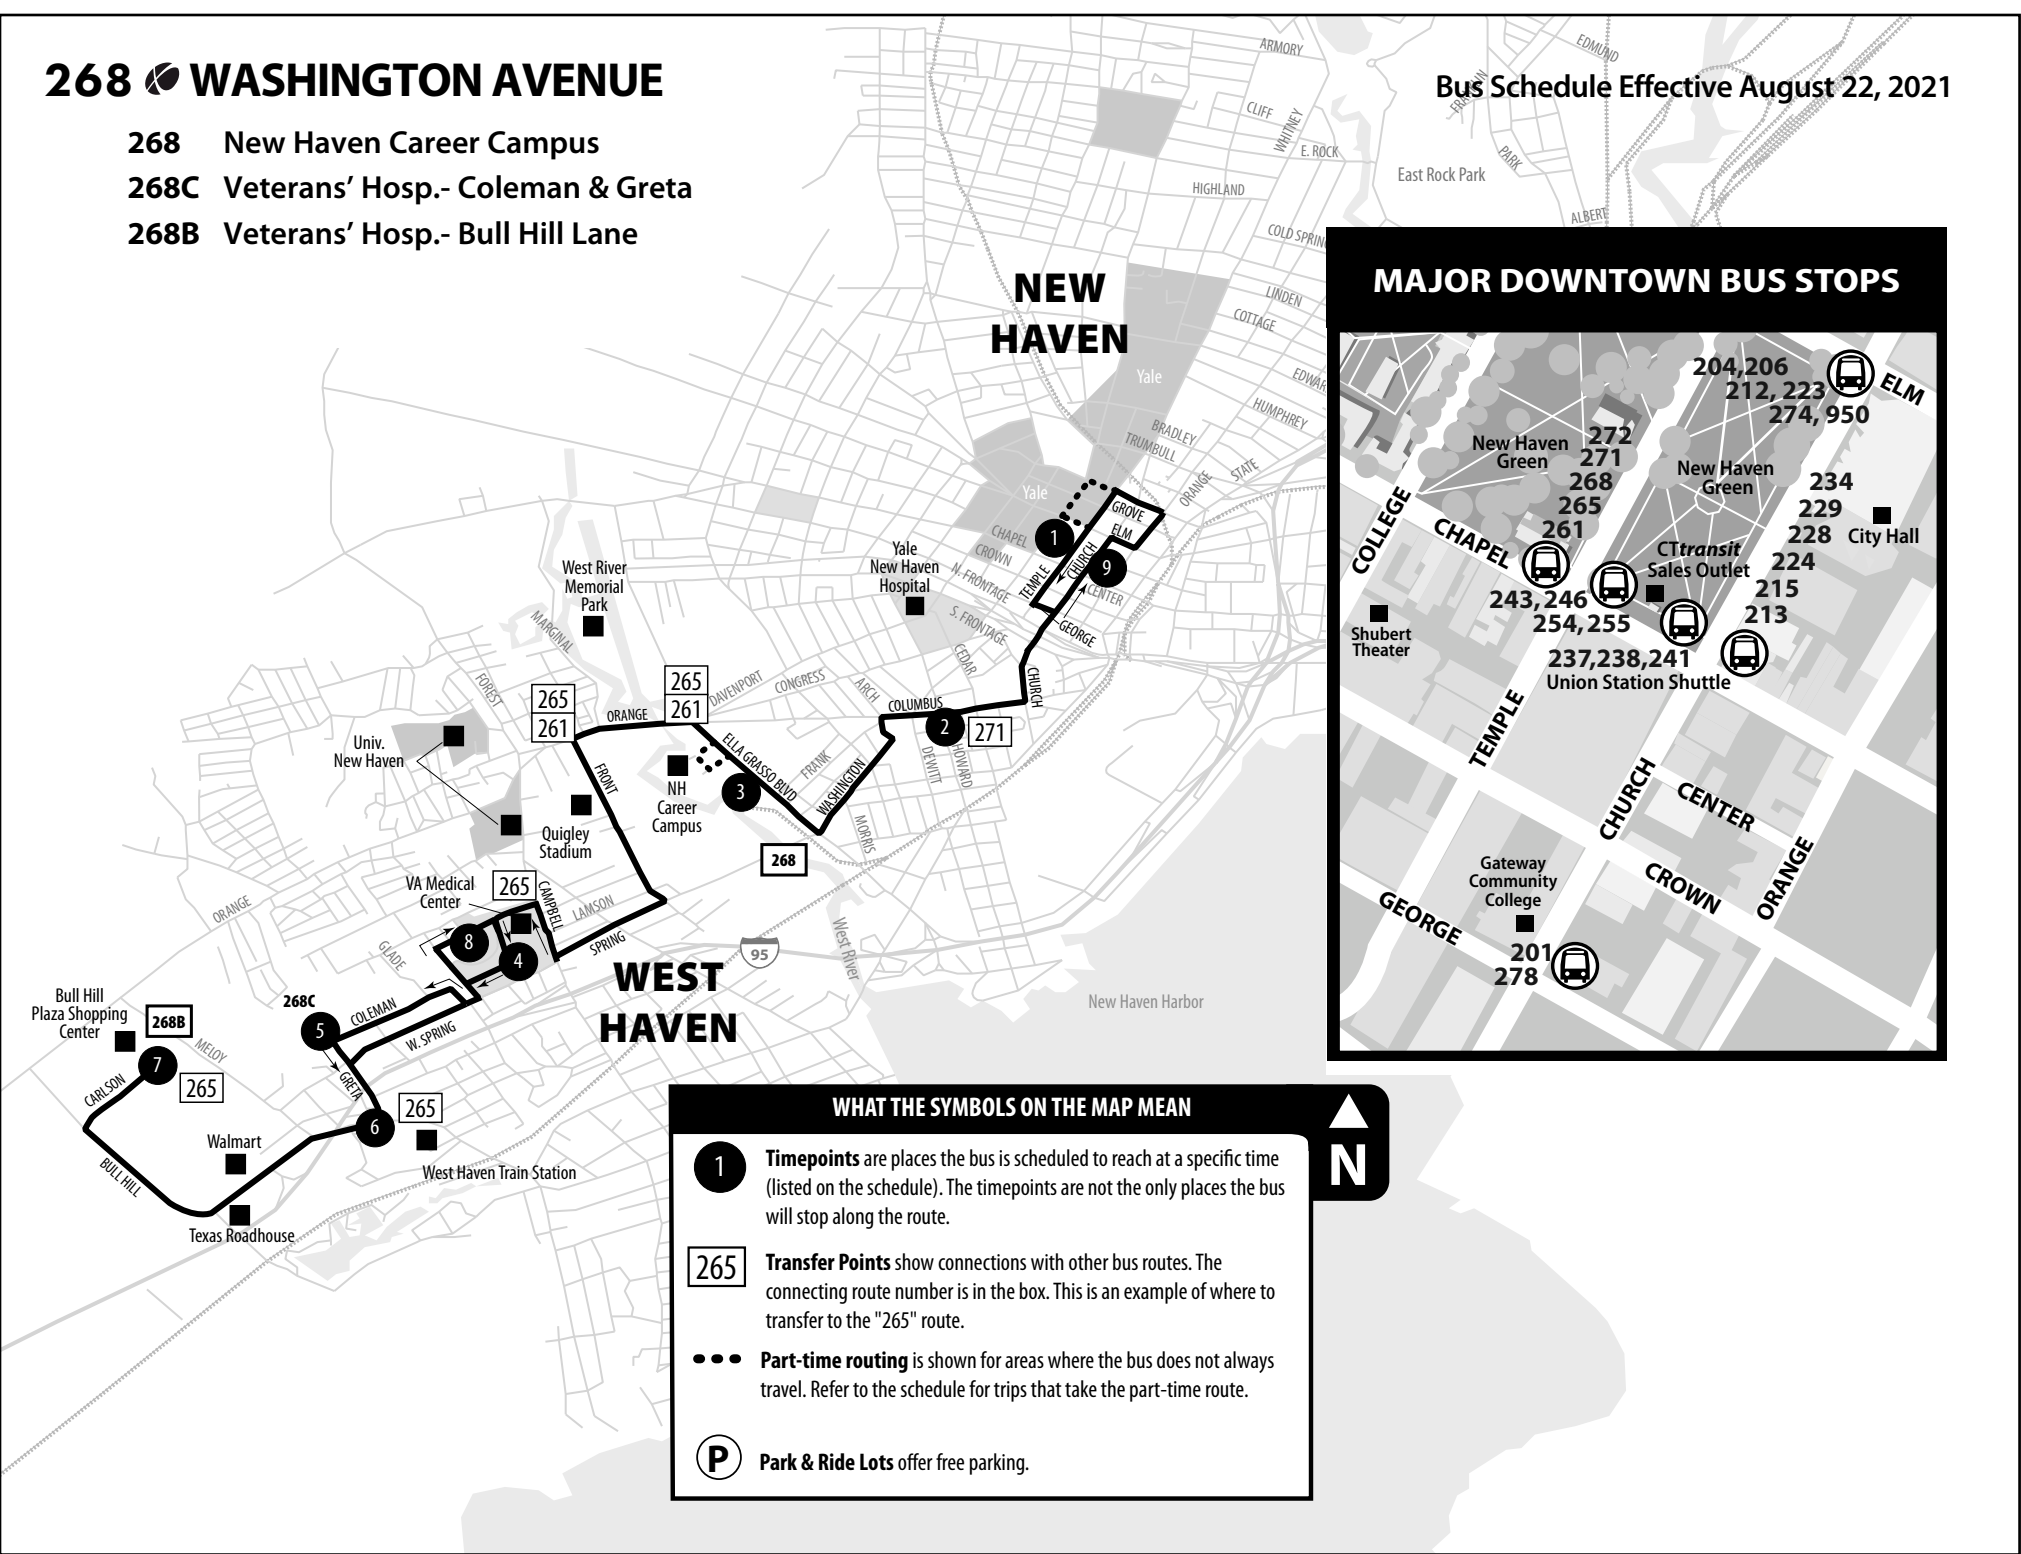 268 WASHINGTON AVENUE
268 New Haven Career Campus
268C Veterans’ Hosp.- Coleman & Greta
268B Veterans’ Hosp.- Bull Hill Lane
Bus Schedule Effective August 22, 2021
ARMORY
EDMUND
FRANK
CLIFF
WHITNEY
E. ROCK
PARK
East Rock Park
HIGHLAND
ALBERT
COLD SPRIN
NEW
HAVEN
LINDEN
COTTAGE
Yale
EDWAR
HUMPHREY
BRADLEY
TRUMBULL
STATE
ORANGE
Yale
GROVE
ELM
CHAPEL
CROWN
1
CHURCH
9
TEMPLE
CENTER
N. FRONTAGE
S. FRONTAGE
GEORGE
Yale
New Haven
Hospital
West River
Memorial
Park
MARGINAL
CEDAR
CHURCH
FOREST
265
261
265
261
DAVENPORT
CONGRESS
ARCH
COLUMBUS
2
271
ORANGE
Univ.
New Haven
ELLA GRASSO BLVD
FRANK
DEWITT
HOWARD
FRONT
NH
Career
Campus
3
WASHINGTON
MORRIS
Quigley
Stadium
268
VA Medical
Center
265
CAMPBELL
LAMSON
ORANGE
SPRING
GLADE
8
4
95
West River
WEST
HAVEN
New Haven Harbor
Bull Hill
Plaza Shopping
Center
268B
268C
5
COLEMAN
W. SPRING
MELOY
7
265
CARLSON
GRETA
265
6
Walmart
West Haven Train Station
BULL HILL
Texas Roadhouse
MAJOR DOWNTOWN BUS STOPS
204,206
212, 223
274, 950
ELM
272
271
268
265
261
New Haven
Green
New Haven
Green
234
229
228
224
215
213
City Hall
COLLEGE
CHAPEL
CTtransit
Sales Outlet
243, 246
254, 255
Shubert
Theater
237,238,241
Union Station Shuttle
TEMPLE
CHURCH
CENTER
CROWN
ORANGE
Gateway
Community
College
GEORGE
201
278
WHAT THE SYMBOLS ON THE MAP MEAN
N
1
Timepoints are places the bus is scheduled to reach at a specific time
(listed on the schedule). The timepoints are not the only places the bus
will stop along the route.
265
Transfer Points show connections with other bus routes. The
connecting route number is in the box. This is an example of where to
transfer to the "265" route.
Part-time routing is shown for areas where the bus does not always
travel. Refer to the schedule for trips that take the part-time route.
P
Park & Ride Lots offer free parking.